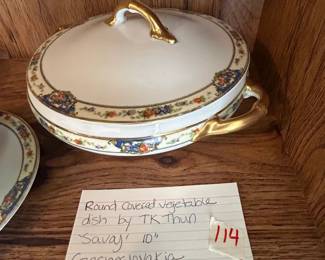 Round covered vegetable
dish by TK Thun
'Savoy' 10"
114